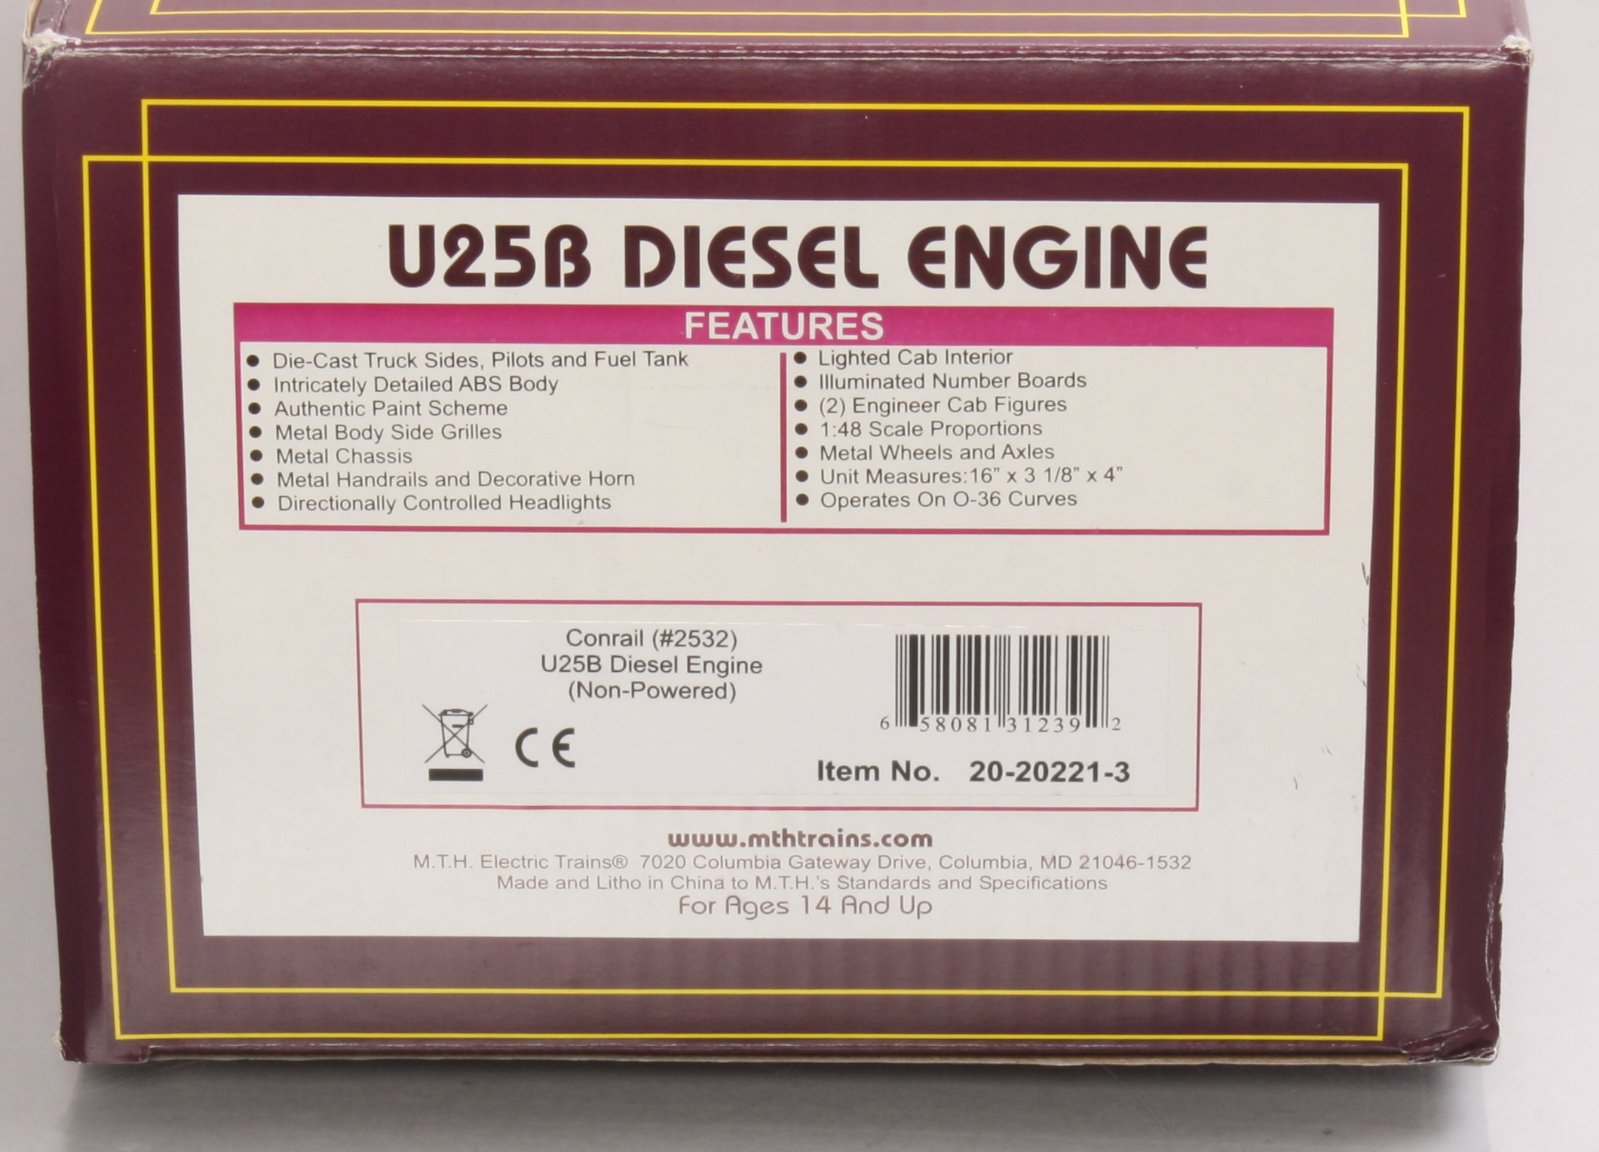 U25B DIESEL ENGINE
FEATURES
● Die-Cast Truck Sides, Pilots and Fuel Tank
● Intricately Detailed ABS Body
● Authentic Paint Scheme
● Metal Body Side Grilles
● Metal Chassis
● Metal Handrails and Decorative Horn
● Directionally Controlled Headlights
● Lighted Cab Interior
● Illuminated Number Boards
● (2) Engineer Cab Figures
● 1:48 Scale Proportions
● Metal Wheels and Axles
● Unit Measures:16” x 3 1/8” x 4”
● Operates On O-36 Curves
Conrail (#2532)
U25B Diesel Engine
(Non-Powered)
CE
6 58081 31239 2
Item No. 20-20221-3
www.mthtrains.com
M.T.H. Electric Trains® 7020 Columbia Gateway Drive, Columbia, MD 21046-1532
Made and Litho in China to M.T.H.'s Standards and Specifications
For Ages 14 And Up